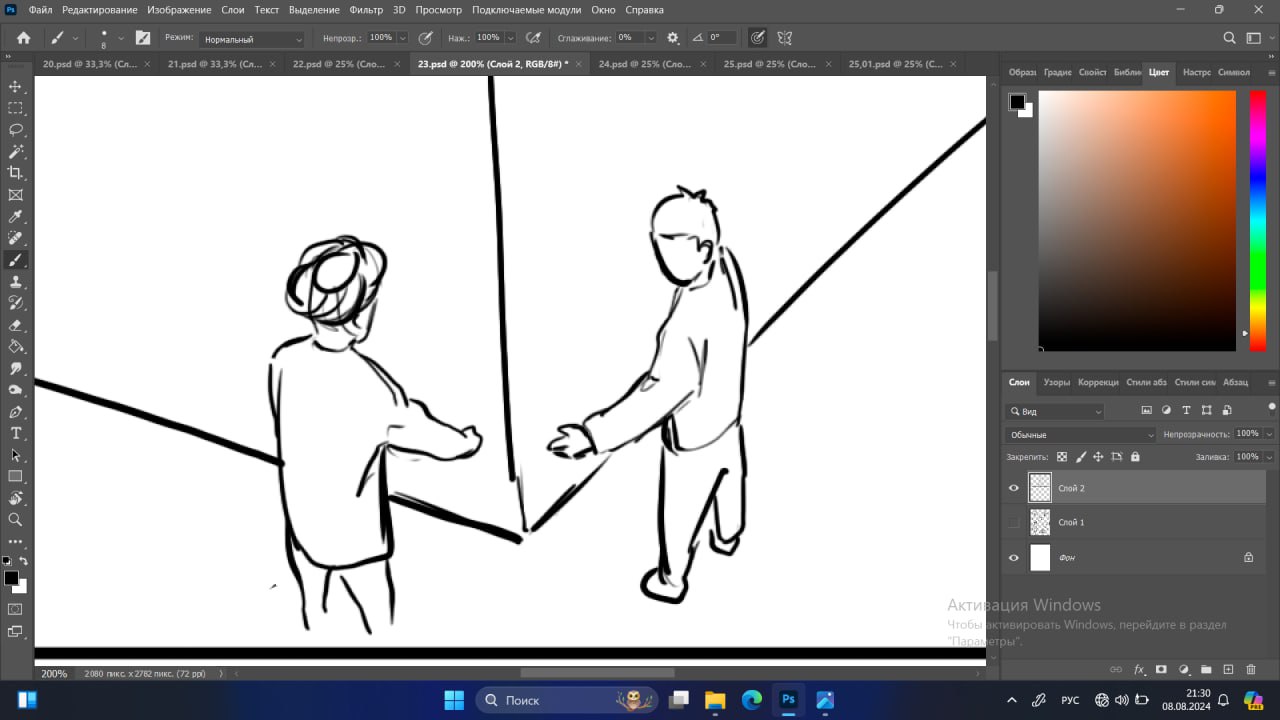 Файл Редактирование Изображение Слои Текст Выделение Фильтр 3D Просмотр Подключаемые модули Окно Справка
8 Режим: Нормальный Непрозр.: 100% Наж.: 100% Сглаживание: 0% 0°
20.psd @ 33,3% (Сл... × 21.psd @ 33,3% (Сл... × 22.psd @ 25% (Сло... × 23.psd @ 200% (Слой 2, RGB/8#) * × 24.psd @ 25% (Сло... × 25.psd @ 25% (Сло... × 25,01.psd @ 25% (С... ×
Образ Градие Свойст Библи Цвет Настро Символ
Слои Узоры Коррекци Стили абз Стили сим Абзац
Вид
Обычные Непрозрачность: 100%
Закрепить: Заливка: 100%
Слой 2
Слой 1
Фон
Активация Windows
Чтобы активировать Windows, перейдите в раздел
"Параметры".
200% 2080 пикс. x 2782 пикс. (72 ppi)
Поиск
РУС 21:30
08.08.2024